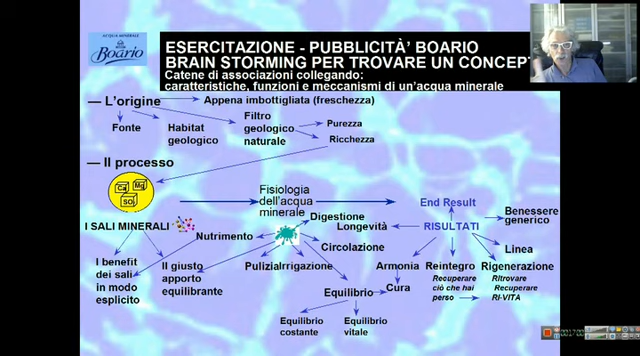 ACQUA MINERALE
Boario
ESERCITAZIONE - PUBBLICITÀ' BOARIO
BRAIN STORMING PER TROVARE UN CONCEPT
Catene di associazioni collegando:
caratteristiche, funzioni e meccanismi di un'acqua minerale
— L'origine
Appena imbottigliata (freschezza)
Fonte
Habitat
geologico
Filtro
geologico
naturale
Purezza
Ricchezza
— Il processo
Ca
Mg
SO
Fisiologia
dell'acqua
minerale
I SALI MINERALI
Nutrimento
Digestione
Longevità
Circolazione
End Result
RISULTATI
Benessere
generico
Linea
I benefit
dei sali
in modo
esplicito
Il giusto
apporto
equilibrante
Pulizia
Irrigazione
Equilibrio
Armonia
Cura
Reintegro
Recuperare
ciò che hai
perso
Rigenerazione
Ritrovare
Recuperare
RI-VITA
Equilibrio
costante
Equilibrio
vitale